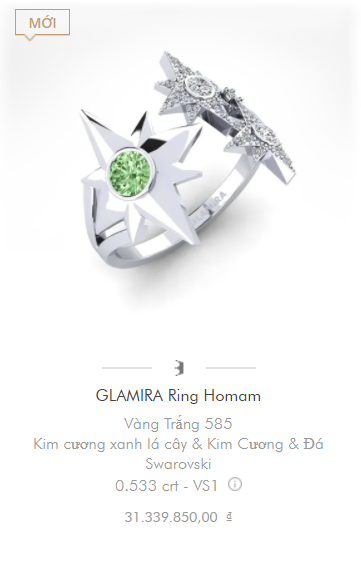 MỚI
GLAMIRA
GLAMIRA Ring Homam
Vàng Trắng 585
Kim cương xanh lá cây & Kim Cương & Đá
Swarovski
0.533 crt - VS1
31.339.850,00 ₫